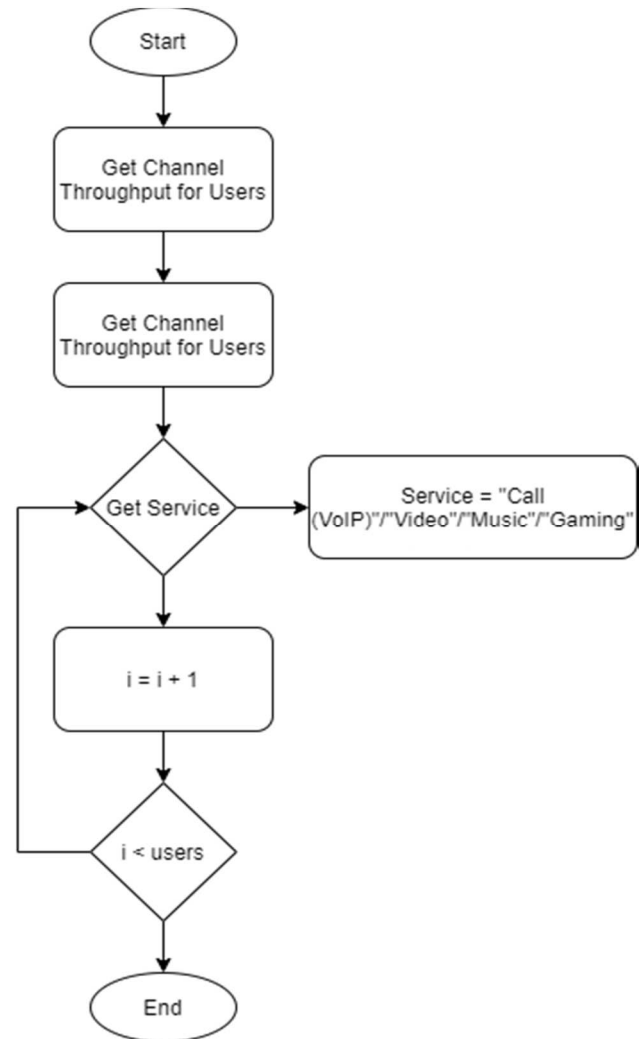 Start
Get Channel
Throughput for Users
Get Channel
Throughput for Users
Get Service
Service = "Call
(VoIP)"/"Video"/"Music"/"Gaming"
i = i + 1
i < users
End